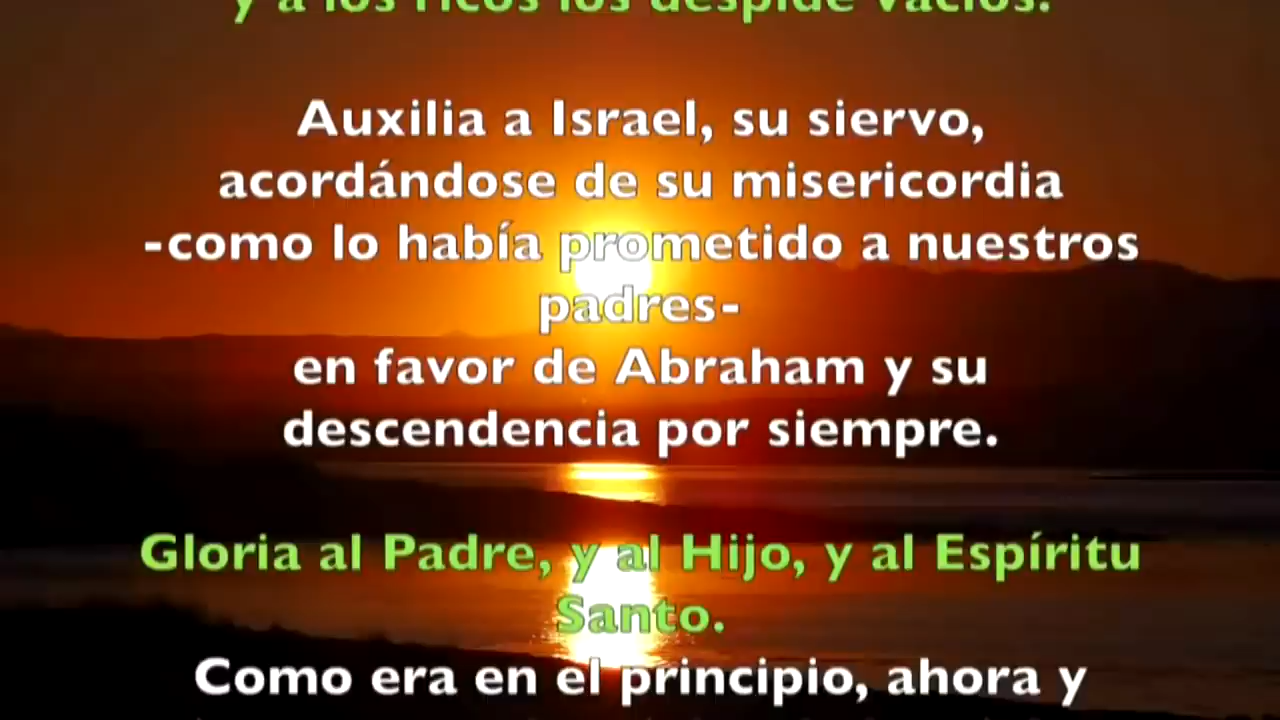 y a los ricos los despide vacíos.
Auxilia a Israel, su siervo,
acordándose de su misericordia
-como lo había prometido a nuestros
padres-
en favor de Abraham y su
descendencia por siempre.
Gloria al Padre, y al Hijo, y al Espíritu
Santo.
Como era en el principio, ahora y